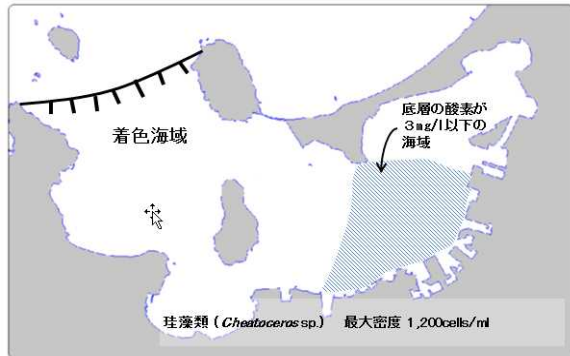 底層の酸素が
3mg/l以下の
海域
着色海域
珪藻類 (Cheatoceros sp.) 最大密度 1,200cells/ml